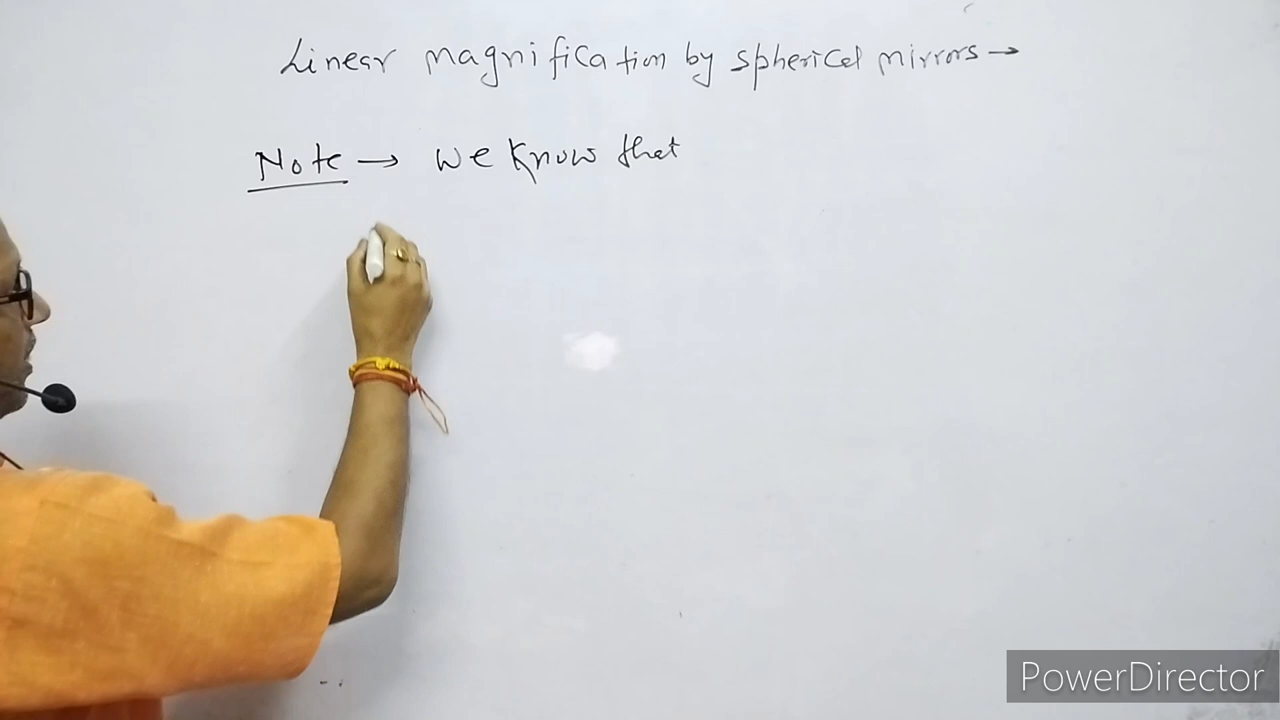 Linear magnification by spherical mirrors →
Note → we know that
PowerDirector